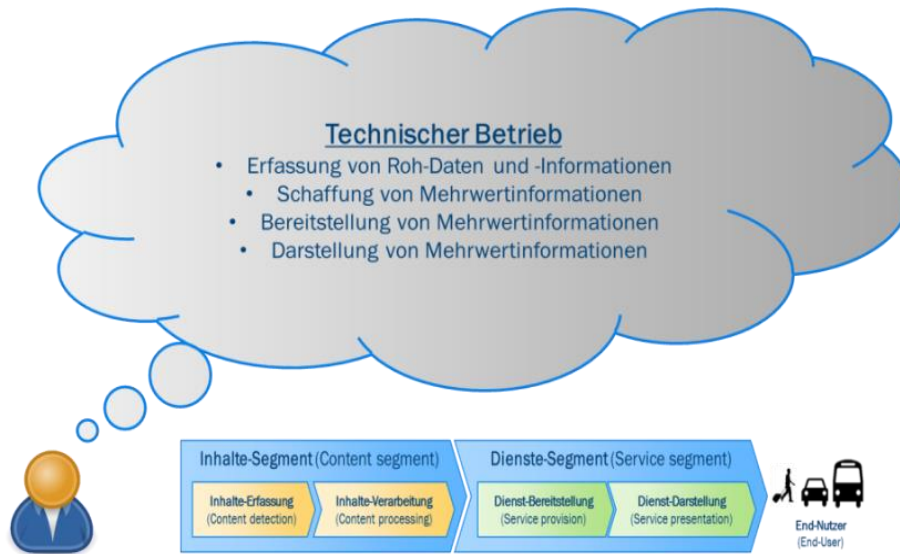 Technischer Betrieb
• Erfassung von Roh-Daten und -Informationen
• Schaffung von Mehrwertinformationen
• Bereitstellung von Mehrwertinformationen
• Darstellung von Mehrwertinformationen
Inhalte-Segment (Content segment)
Inhalte-Erfassung
(Content detection)
Inhalte-Verarbeitung
(Content processing)
Dienste-Segment (Service segment)
Dienst-Bereitstellung
(Service provision)
Dienst-Darstellung
(Service presentation)
End-Nutzer
(End-User)